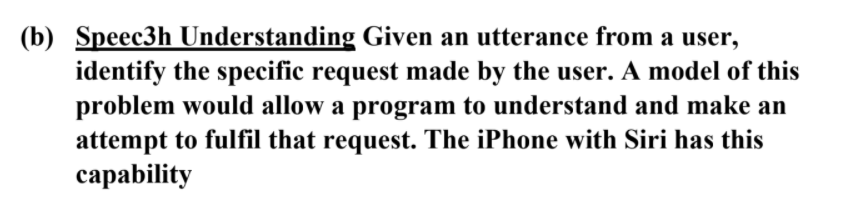 (b) Speec3h Understanding Given an utterance from a user,
identify the specific request made by the user. A model of this
problem would allow a program to understand and make an
attempt to fulfil that request. The iPhone with Siri has this
capability